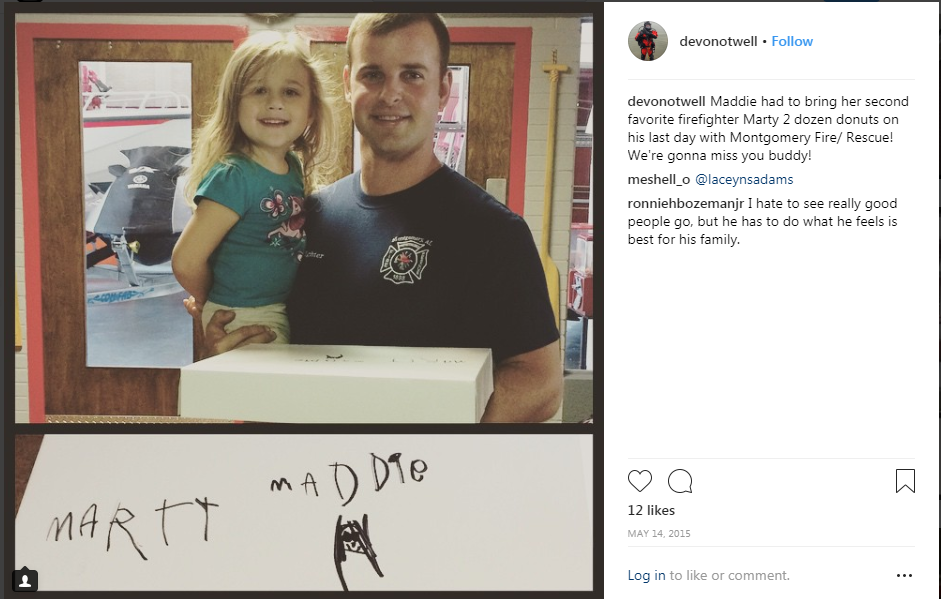 devonotwell • Follow
devonotwell Maddie had to bring her second
favorite firefighter Marty 2 dozen donuts on
his last day with Montgomery Fire/ Rescue!
We're gonna miss you buddy!
meshell_o @laceynsadams
ronniehbozemanjr I hate to see really good
people go, but he has to do what he feels is
best for his family.
12 likes
MAY 14, 2015
Log in to like or comment.
YAMAHA
MADDIe
MARTY